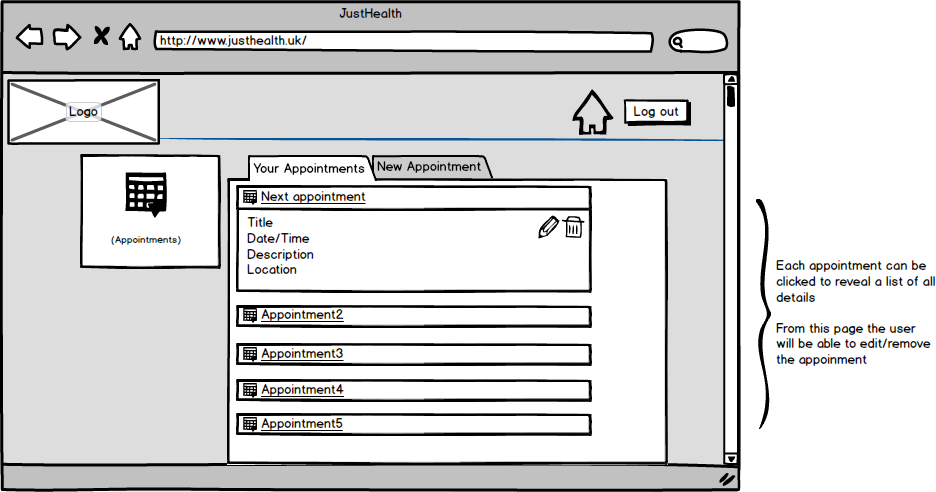 JustHealth
http://www.justhealth.uk/
Logo
Log out
Your Appointments
New Appointment
(Appointments)
Next appointment
Title
Date/Time
Description
Location
Appointment2
Appointment3
Appointment4
Appointment5
Each appointment can be
clicked to reveal a list of all
details
From this page the user
will be able to edit/remove
the appoinment